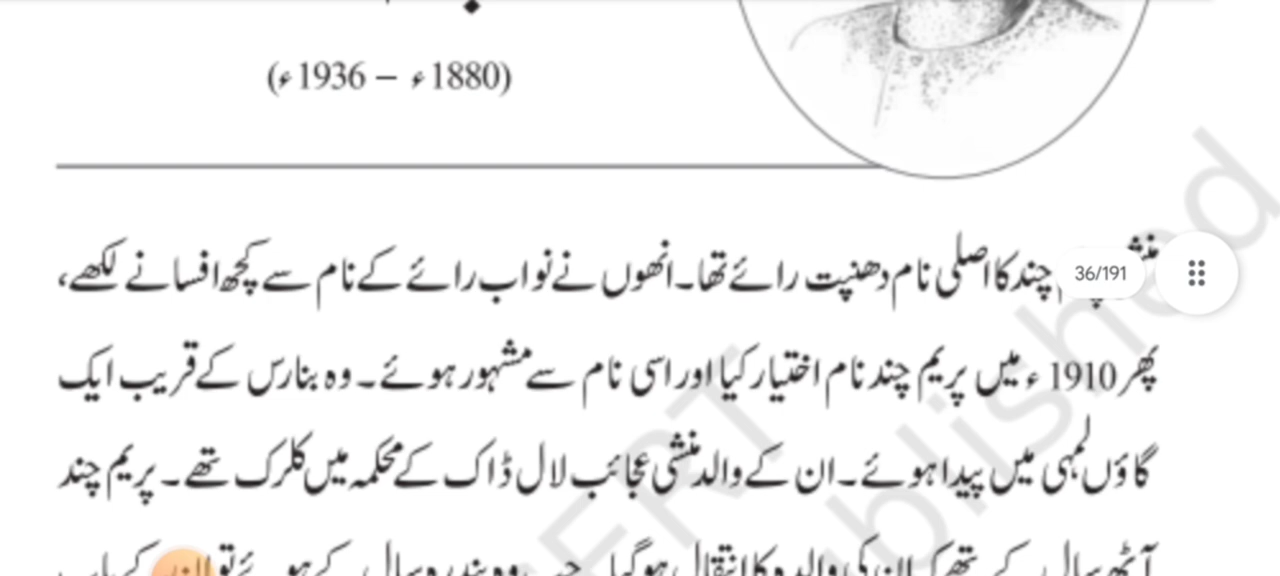 (1880ء – 1936ء)
چند کا اصلی نام دھنپت رائے تھا۔ انھوں نے نواب رائے کے نام سے کچھ افسانے لکھے،
36/191
پھر 1910ء میں پریم چند نام اختیار کیا اور اسی نام سے مشہور ہوئے۔ وہ بنارس کے قریب ایک
گاؤں لمہی میں پیدا ہوئے۔ ان کے والد منشی عجائب لال ڈاک کے محکمہ میں کلرک تھے۔ پریم چند